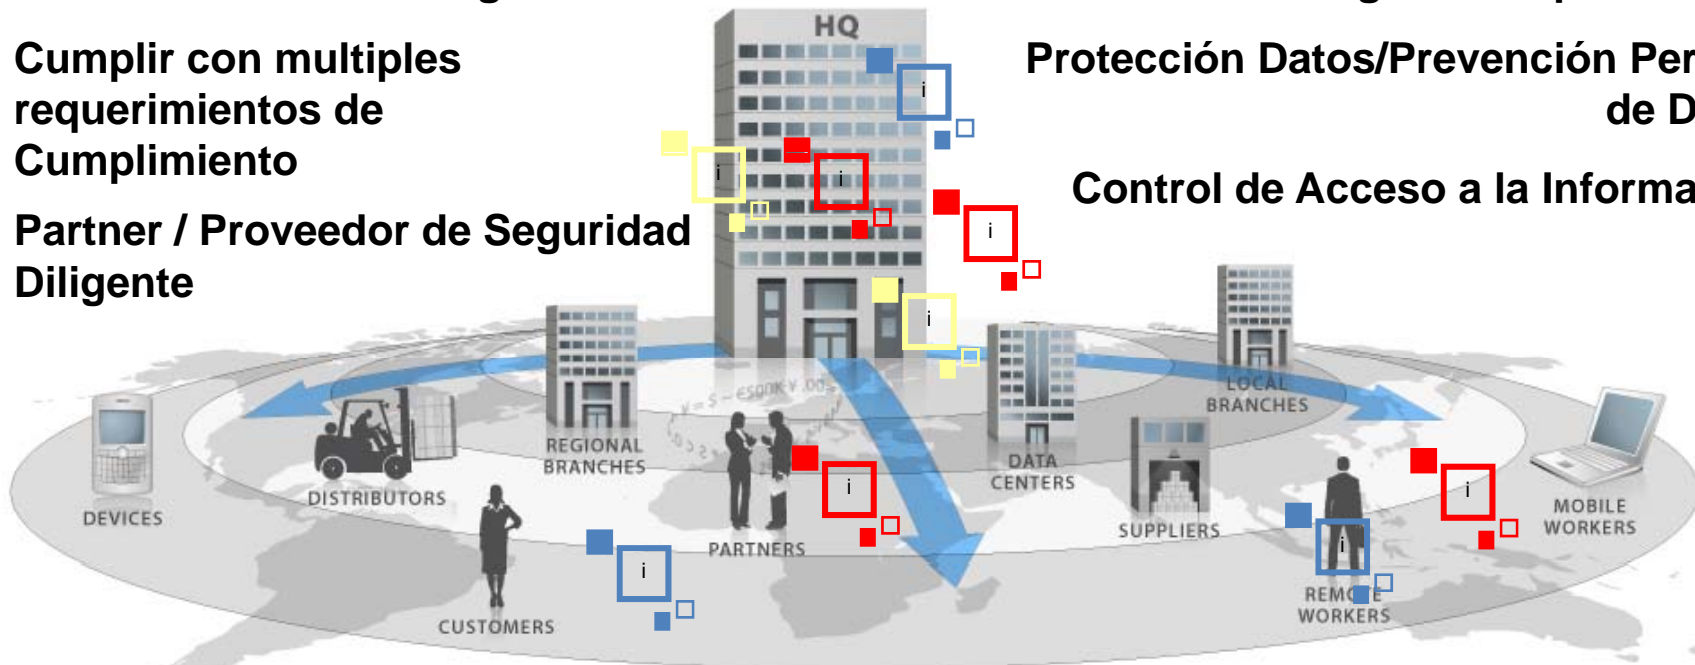 HQ
Cumplir con multiples
requerimientos de
Cumplimiento
Partner / Proveedor de Seguridad
Diligente
Protección Datos/Prevención Per
de D
Control de Acceso a la Informa
i
i
i
i
i
LOCAL
BRANCHES
REGIONAL
BRANCHES
DATA
CENTERS
DISTRIBUTORS
DEVICES
PARTNERS
i
SUPPLIERS
i
MOBILE
WORKERS
i
i
REMOTE
WORKERS
CUSTOMERS